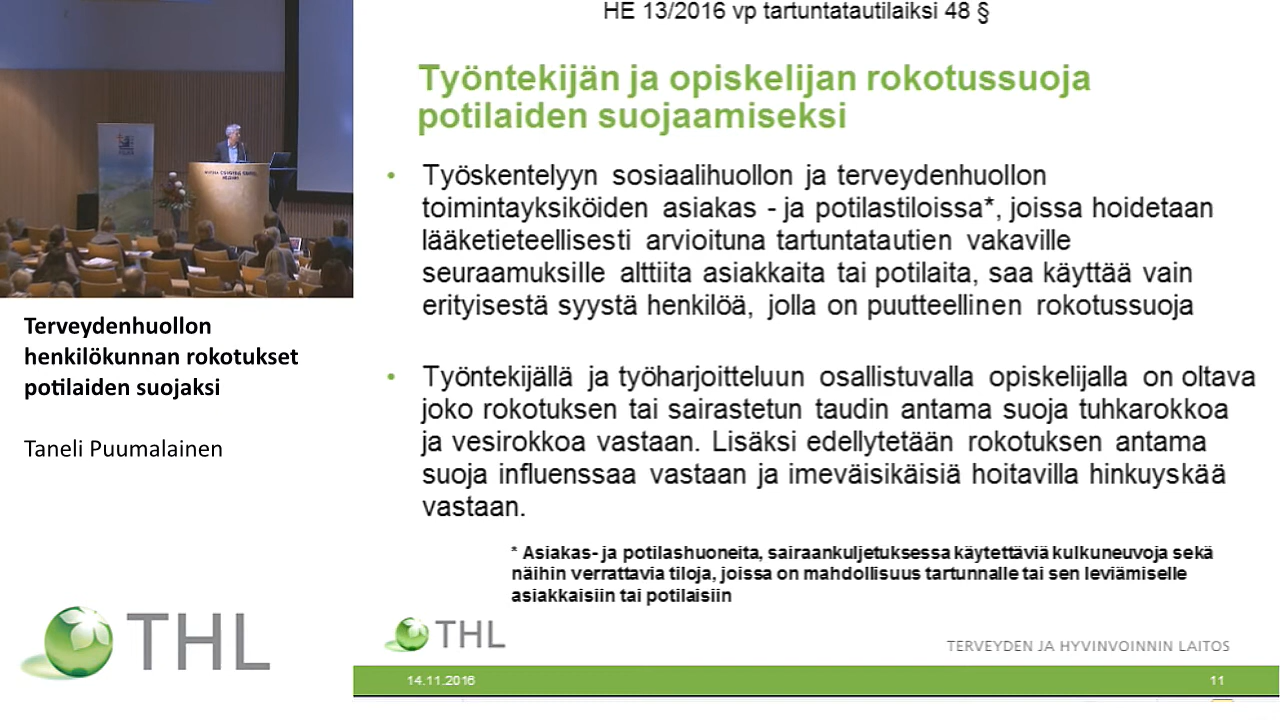 HE 13/2016 vp tartuntatautilaiksi 48 §
Työntekijän ja opiskelijan rokotussuoja
potilaiden suojaamiseksi
• Työskentelyyn sosiaalihuollon ja terveydenhuollon
toimintayksiköiden asiakas - ja potilastiloissa*, joissa hoidetaan
lääketieteellisesti arvioituna tartuntatautien vakaville
seuraamuksille alttiita asiakkaita tai potilaita, saa käyttää vain
erityisestä syystä henkilöä, jolla on puutteellinen rokotussuoja
• Työntekijällä ja työharjoitteluun osallistuvalla opiskelijalla on oltava
joko rokotuksen tai sairastetun taudin antama suoja tuhkarokkoa
ja vesirokkoa vastaan. Lisäksi edellytetään rokotuksen antama
suoja influenssaa vastaan ja imeväisikäisiä hoitavilla hinkuyskää
vastaan.
* Asiakas- ja potilashuoneita, sairaankuljetuksessa käytettäviä kulkuneuvoja sekä
näihin verrattavia tiloja, joissa on mahdollisuus tartunnalle tai sen leviämiselle
asiakkaisiin tai potilaisiin
THL
TERVEYDEN JA HYVINVOINNIN LAITOS
14.11.2016
11
Terveydenhuollon
henkilökunnan rokotukset
potilaiden suojaksi
Taneli Puumalainen
THL